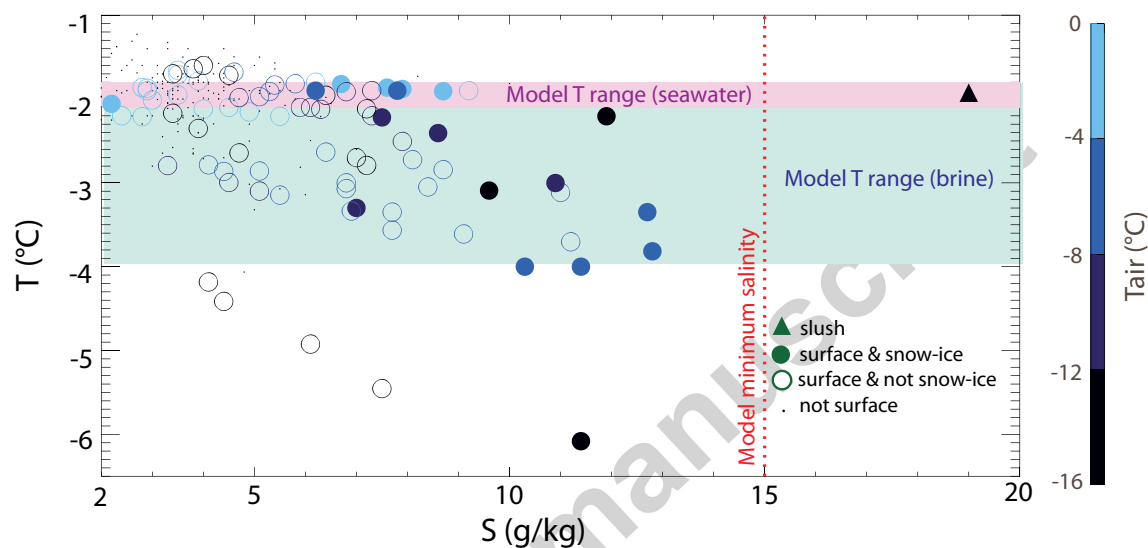 -1
-2
-3
-4
-5
-6
T (°C)
2
5
10
15
20
S (g/kg)
Model T range (seawater)
Model T range (brine)
Model minimum salinity
slush
surface & snow-ice
surface & not snow-ice
not surface
0
-4
-8
-12
-16
Tair (°C)
manuscript